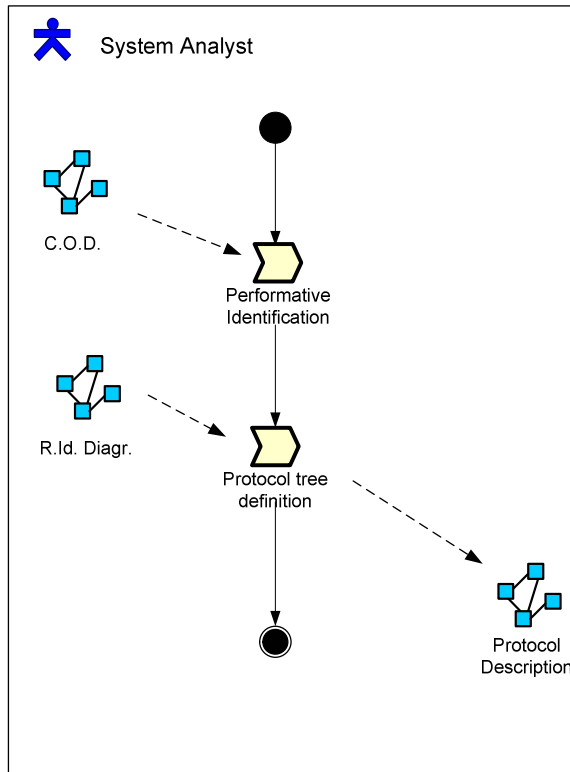 System Analyst
C.O.D.
Performative
Identification
R.Id. Diagr.
Protocol tree
definition
Protocol
Description